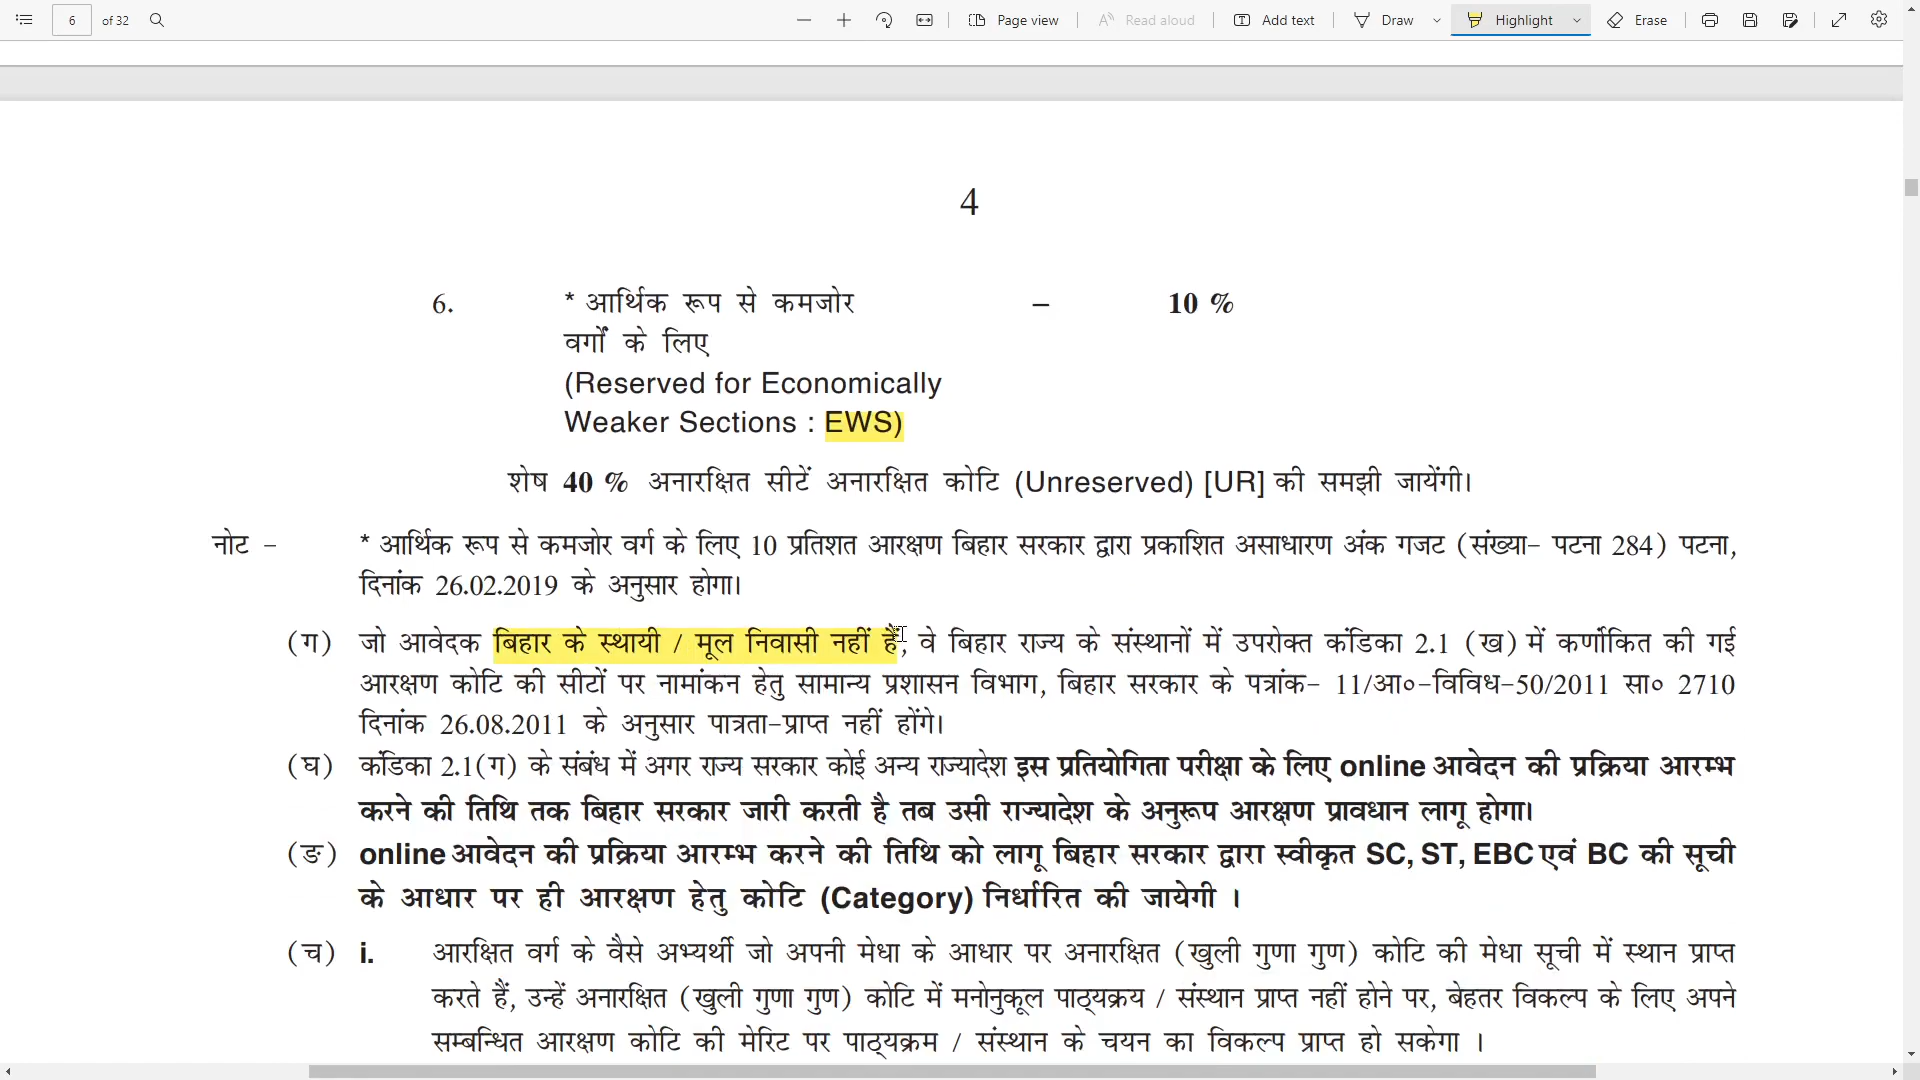 6 of 32 Page view Read aloud Add text Draw Highlight Erase
4
6. * आर्थिक रूप से कमजोर – 10 %
वर्गों के लिए
(Reserved for Economically
Weaker Sections : EWS)
शेष 40 % अनारक्षित सीटें अनारक्षित कोटि (Unreserved) [UR] की समझी जायेंगी।
नोट – * आर्थिक रूप से कमजोर वर्ग के लिए 10 प्रतिशत आरक्षण बिहार सरकार द्वारा प्रकाशित असाधारण अंक गजट (संख्या– पटना 284) पटना,
दिनांक 26.02.2019 के अनुसार होगा।
(ग) जो आवेदक बिहार के स्थायी / मूल निवासी नहीं हैं, वे बिहार राज्य के संस्थानों में उपरोक्त कंडिका 2.1 (ख) में कर्णांकित की गई
आरक्षण कोटि की सीटों पर नामांकन हेतु सामान्य प्रशासन विभाग, बिहार सरकार के पत्रांक– 11/आ०–विविध–50/2011 सा० 2710
दिनांक 26.08.2011 के अनुसार पात्रता–प्राप्त नहीं होंगे।
(घ) कंडिका 2.1(ग) के संबंध में अगर राज्य सरकार कोई अन्य राज्यादेश इस प्रतियोगिता परीक्षा के लिए online आवेदन की प्रक्रिया आरम्भ
करने की तिथि तक बिहार सरकार जारी करती है तब उसी राज्यादेश के अनुरूप आरक्षण प्रावधान लागू होगा।
(ङ) online आवेदन की प्रक्रिया आरम्भ करने की तिथि को लागू बिहार सरकार द्वारा स्वीकृत SC, ST, EBC एवं BC की सूची
के आधार पर ही आरक्षण हेतु कोटि (Category) निर्धारित की जायेगी ।
(च) i. आरक्षित वर्ग के वैसे अभ्यर्थी जो अपनी मेधा के आधार पर अनारक्षित (खुली गुणा गुण) कोटि की मेधा सूची में स्थान प्राप्त
करते हैं, उन्हें अनारक्षित (खुली गुणा गुण) कोटि में मनोनुकूल पाठ्यक्रय / संस्थान प्राप्त नहीं होने पर, बेहतर विकल्प के लिए अपने
सम्बन्धित आरक्षण कोटि की मेरिट पर पाठ्यक्रम / संस्थान के चयन का विकल्प प्राप्त हो सकेगा ।